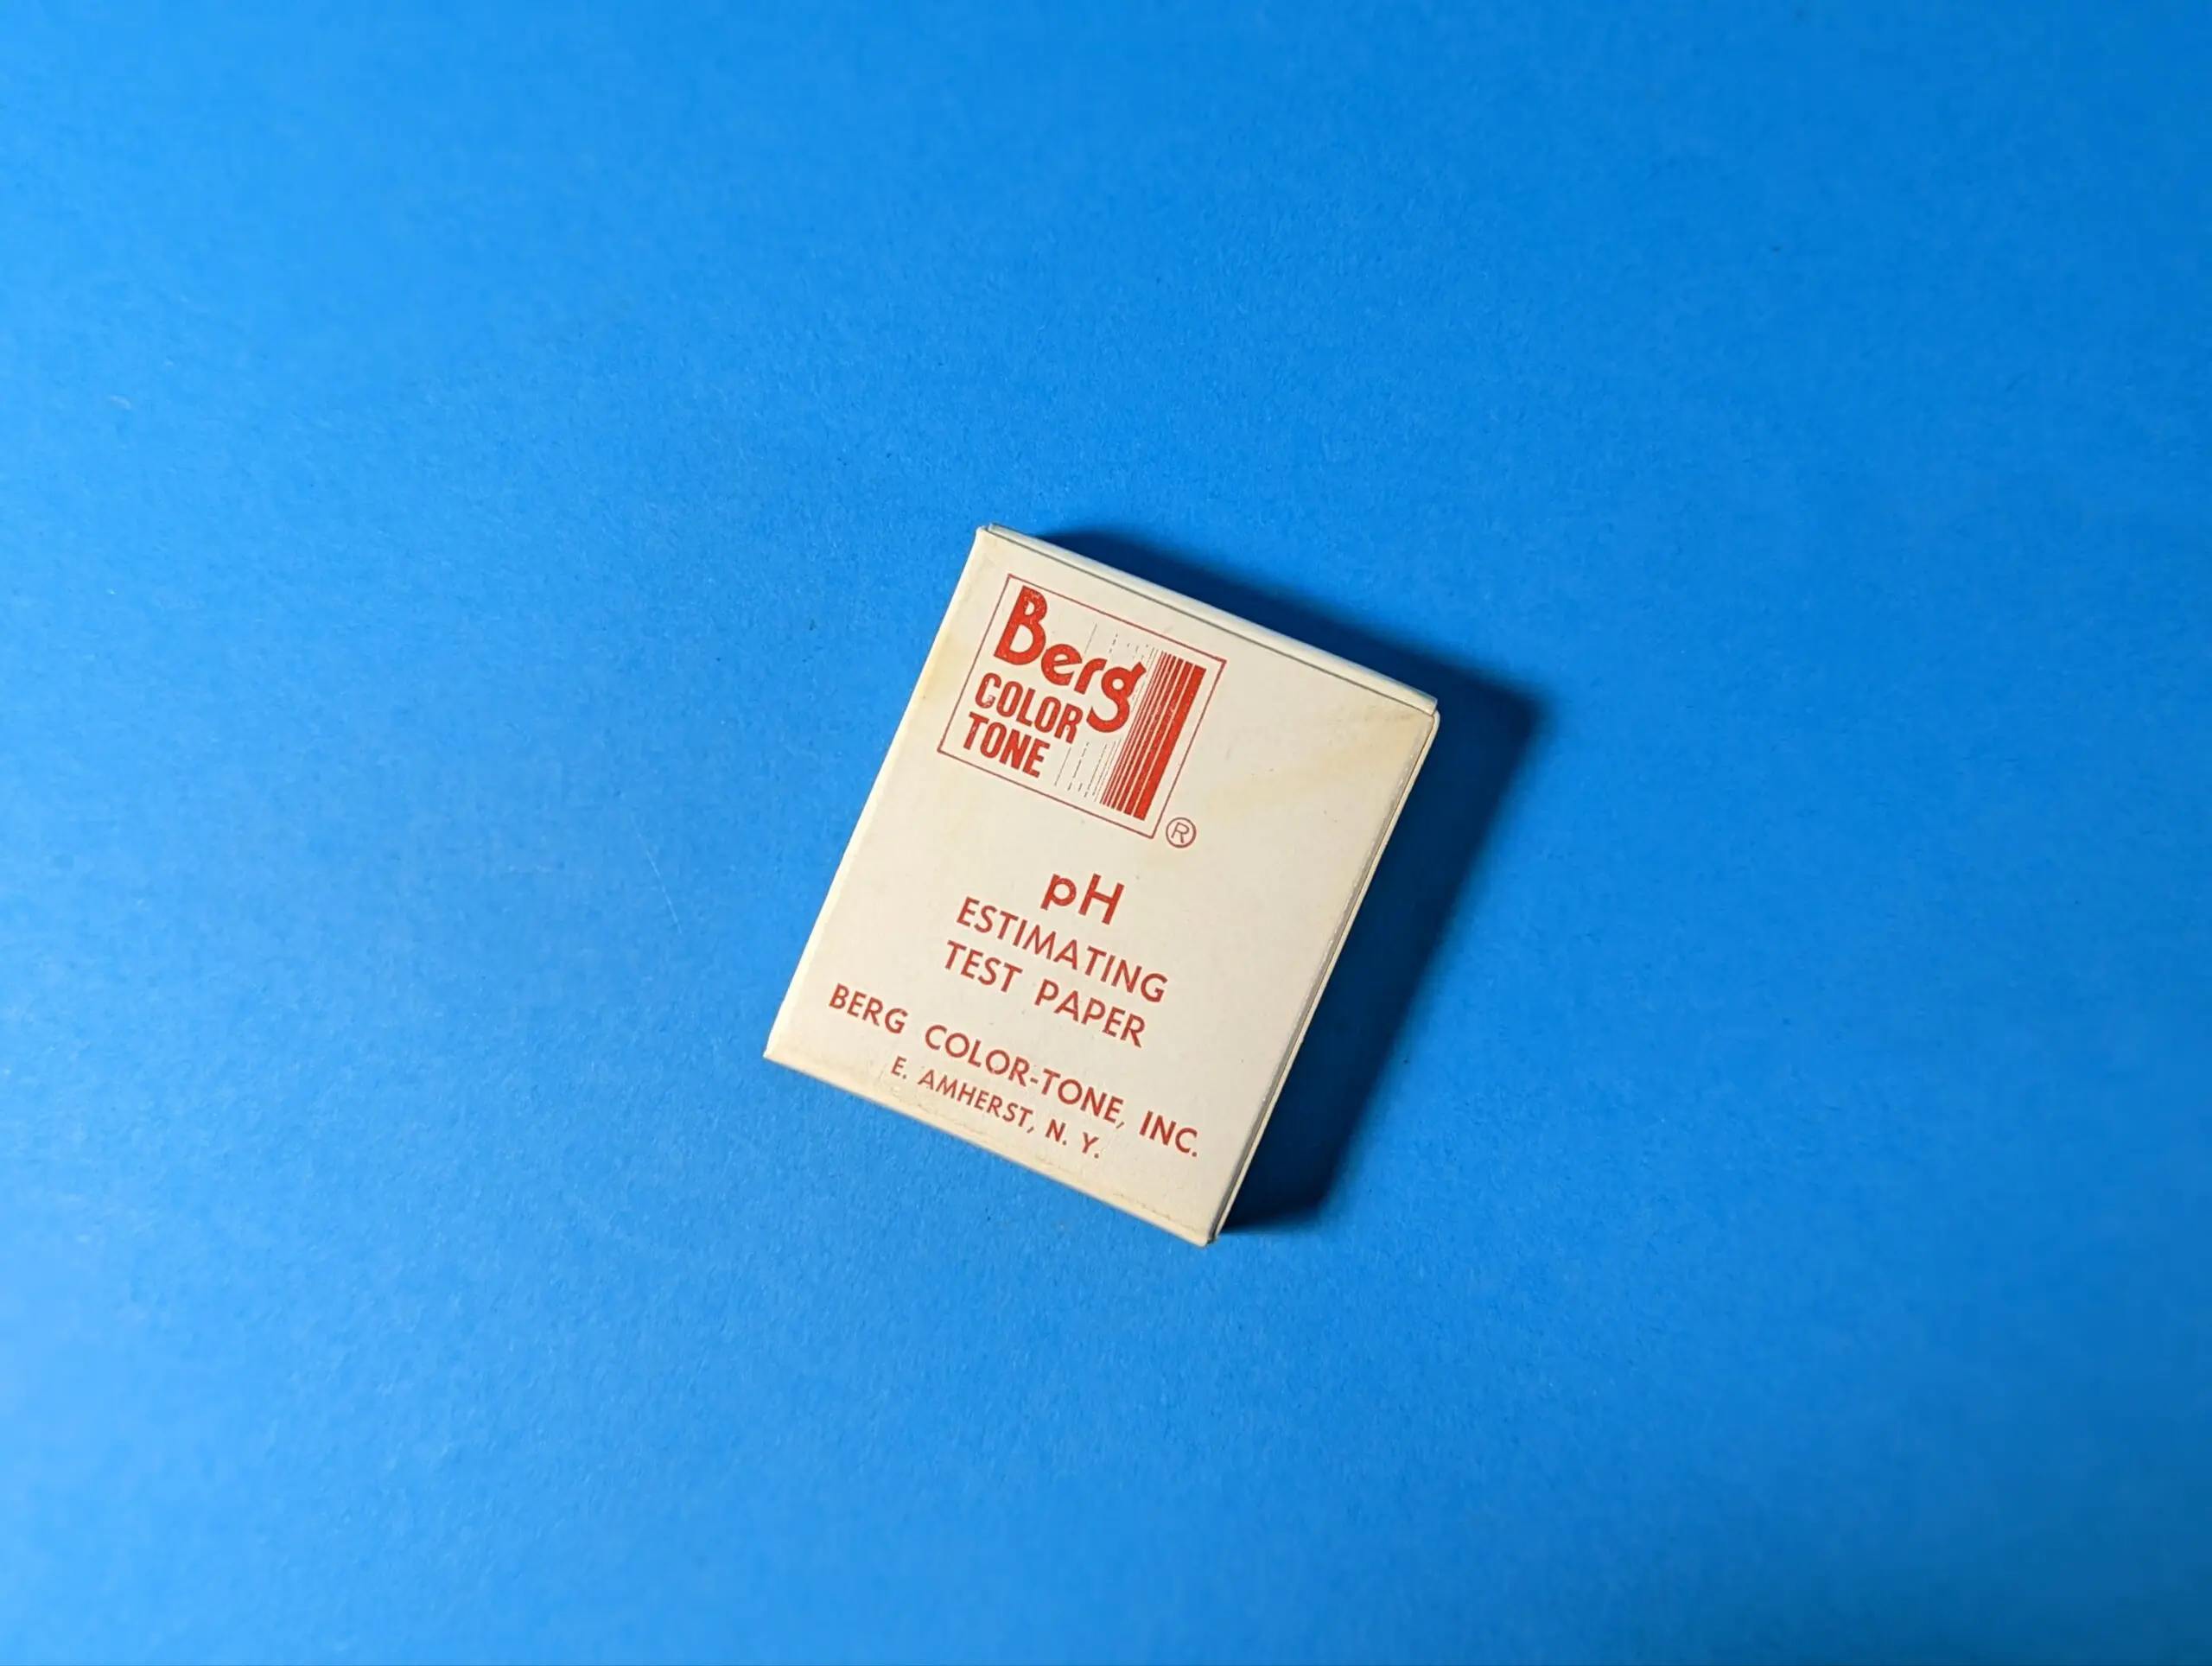 Berg
COLOR
TONE
®
pH
ESTIMATING
TEST PAPER
BERG COLOR-TONE, INC.
E. AMHERST, N. Y.